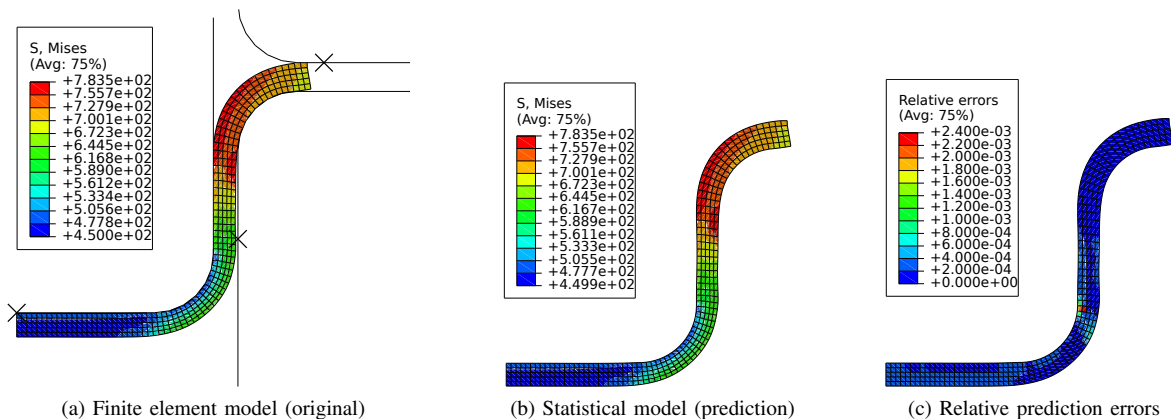 S, Mises
(Avg: 75%)
+7.835e+02
+7.557e+02
+7.279e+02
+7.001e+02
+6.723e+02
+6.445e+02
+6.168e+02
+5.890e+02
+5.612e+02
+5.334e+02
+5.056e+02
+4.778e+02
+4.500e+02
(a) Finite element model (original)
S, Mises
(Avg: 75%)
+7.835e+02
+7.557e+02
+7.279e+02
+7.001e+02
+6.723e+02
+6.445e+02
+6.167e+02
+5.889e+02
+5.611e+02
+5.333e+02
+5.055e+02
+4.777e+02
+4.499e+02
(b) Statistical model (prediction)
Relative errors
(Avg: 75%)
+2.400e-03
+2.200e-03
+2.000e-03
+1.800e-03
+1.600e-03
+1.400e-03
+1.200e-03
+1.000e-03
+8.000e-04
+6.000e-04
+4.000e-04
+2.000e-04
+0.000e+00
(c) Relative prediction errors